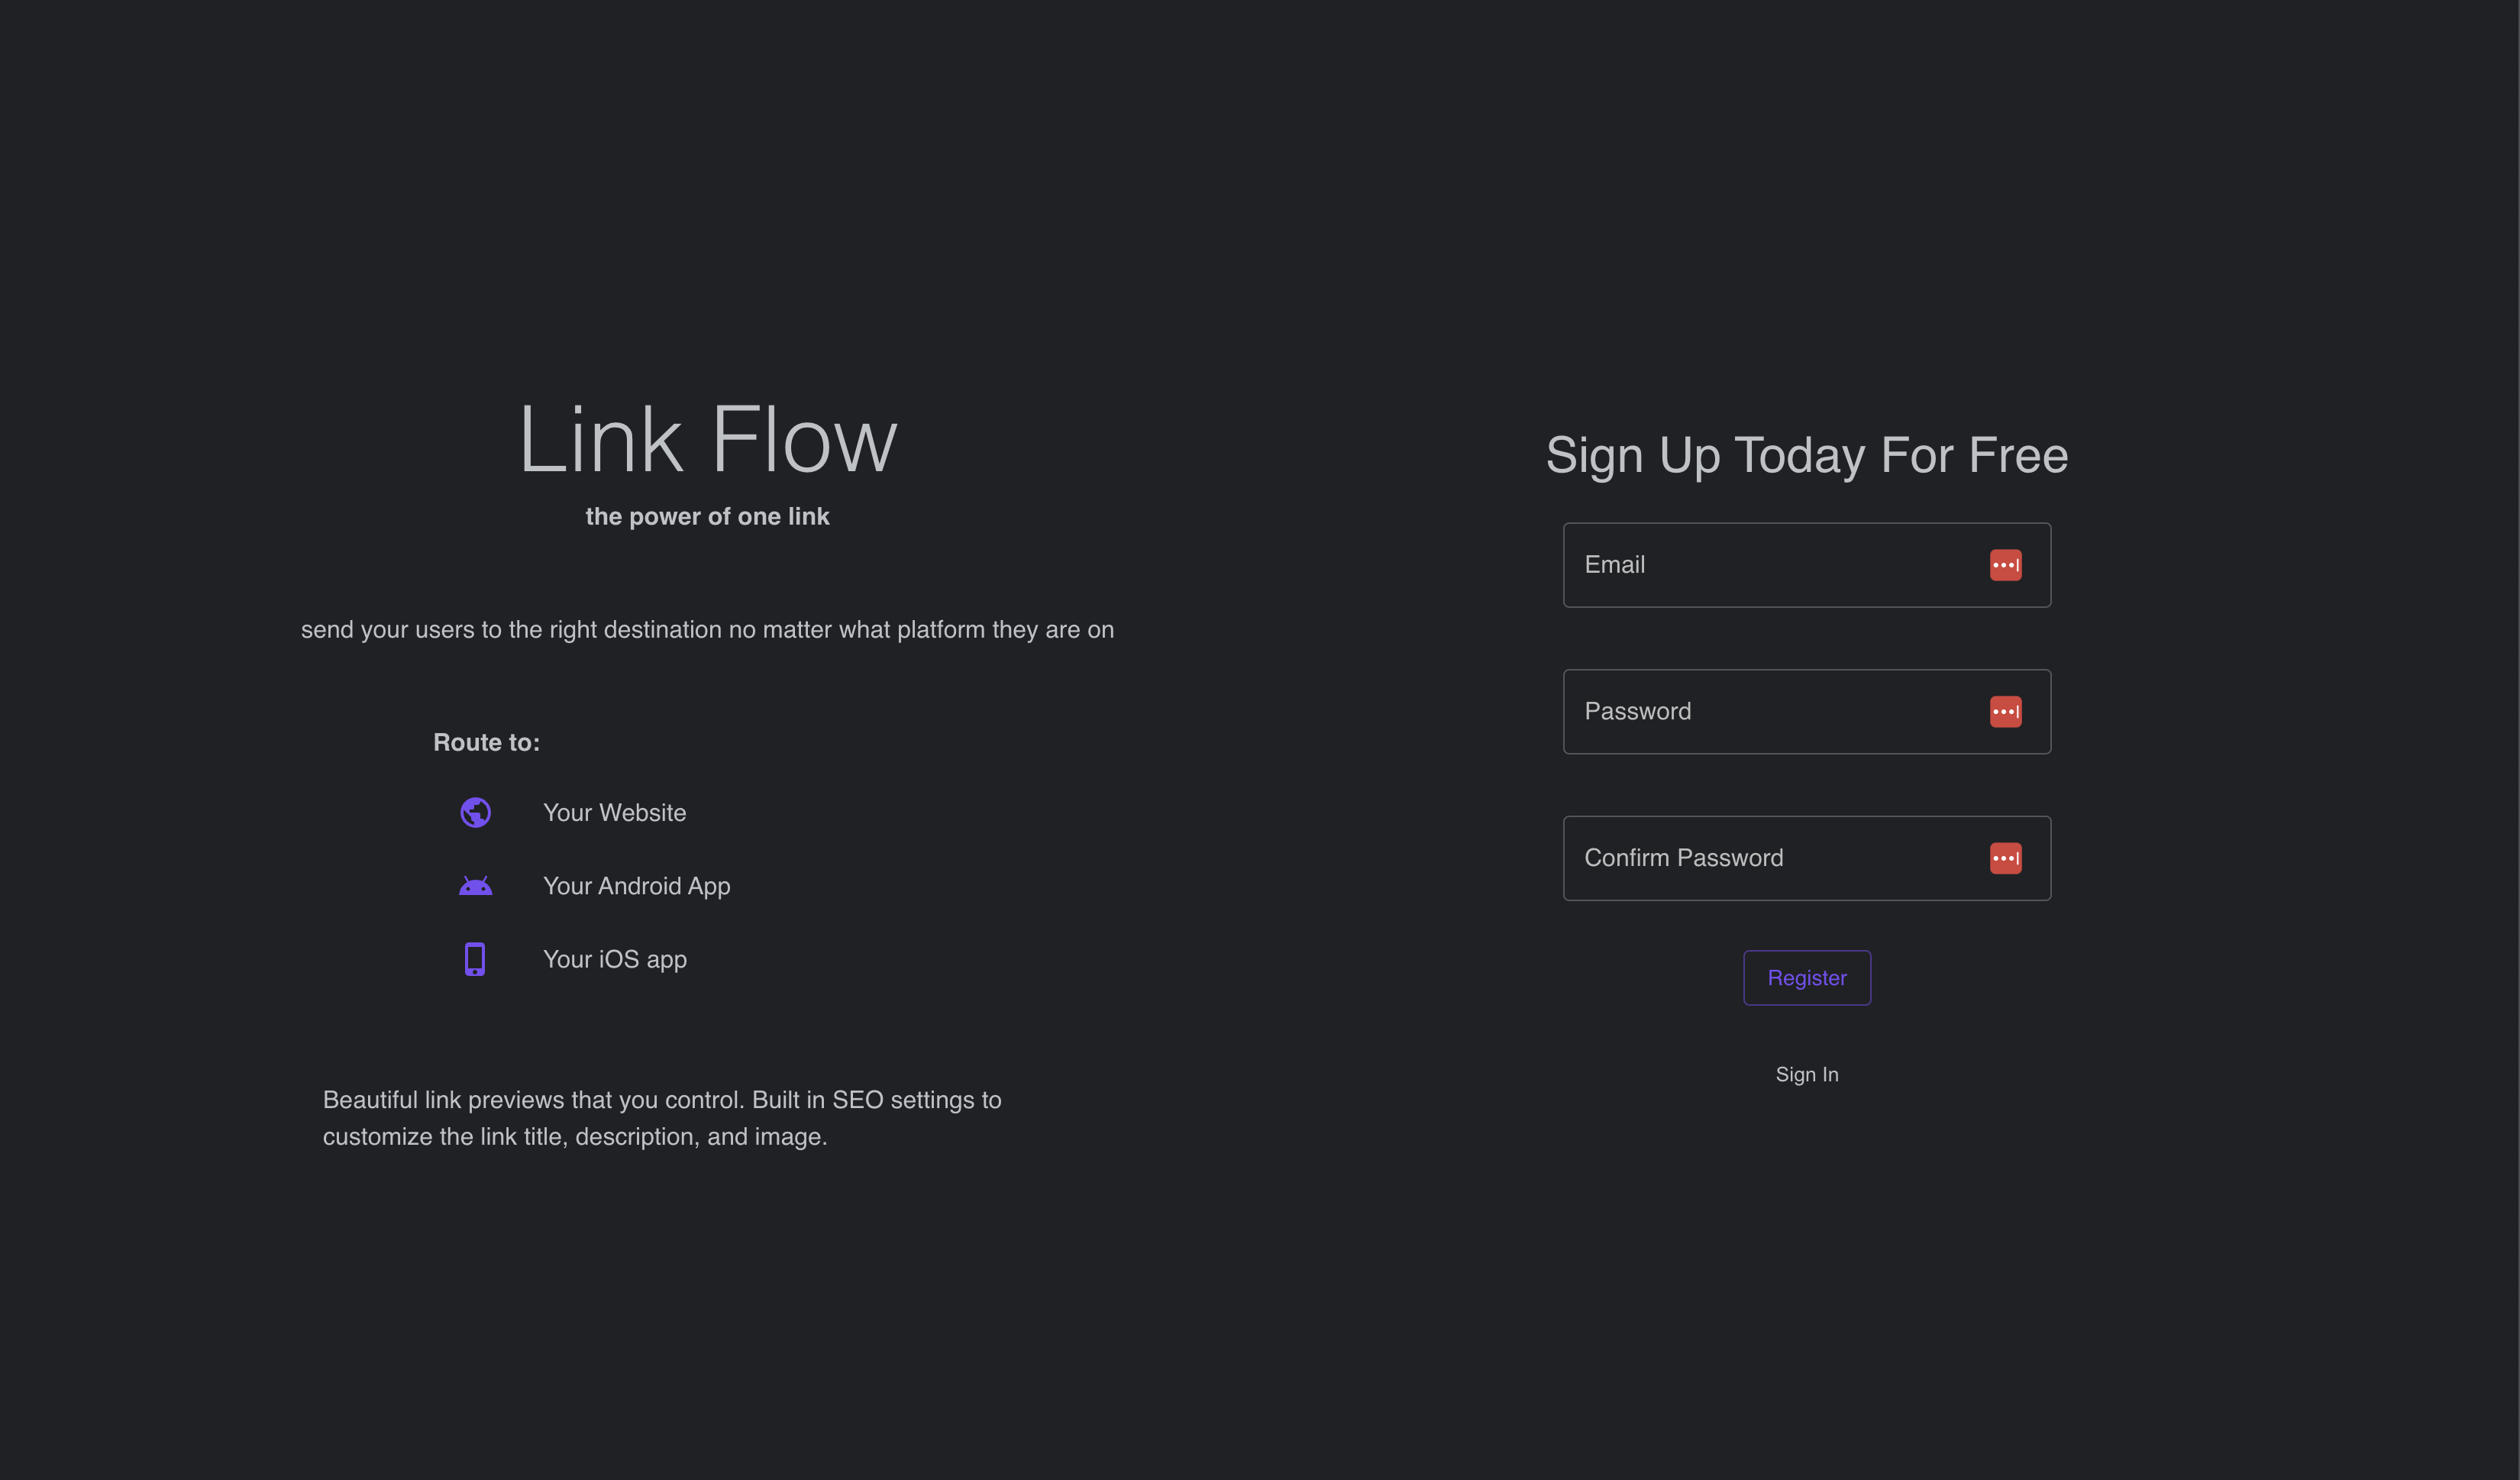 Link Flow
the power of one link
send your users to the right destination no matter what platform they are on
Route to:
Your Website
Your Android App
Your iOS app
Beautiful link previews that you control. Built in SEO settings to
customize the link title, description, and image.
Sign Up Today For Free
Email
Password
Confirm Password
Register
Sign In